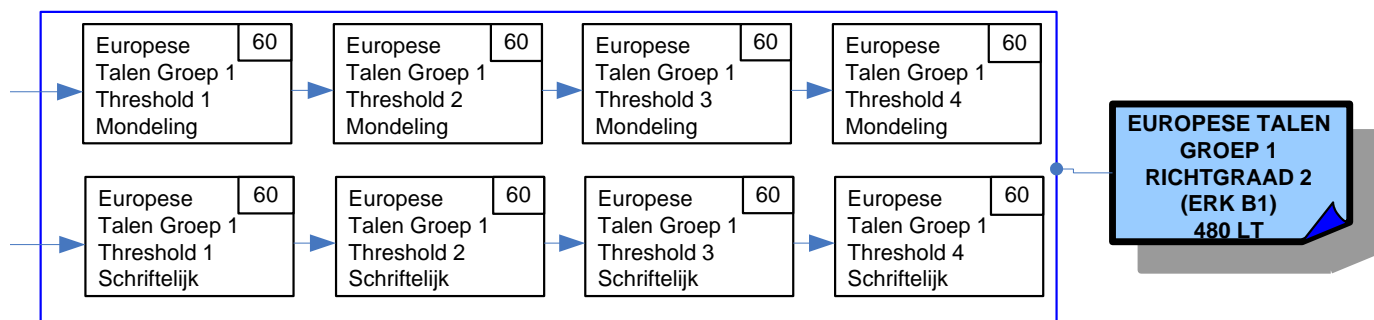 Europese
Talen Groep 1
Threshold 1
Mondeling
60
Europese
Talen Groep 1
Threshold 2
Mondeling
60
Europese
Talen Groep 1
Threshold 3
Mondeling
60
Europese
Talen Groep 1
Threshold 4
Mondeling
60
Europese
Talen Groep 1
Threshold 1
Schriftelijk
60
Europese
Talen Groep 1
Threshold 2
Schriftelijk
60
Europese
Talen Groep 1
Threshold 3
Schriftelijk
60
Europese
Talen Groep 1
Threshold 4
Schriftelijk
60
EUROPESE TALEN
GROEP 1
RICHTGRAAD 2
(ERK B1)
480 LT